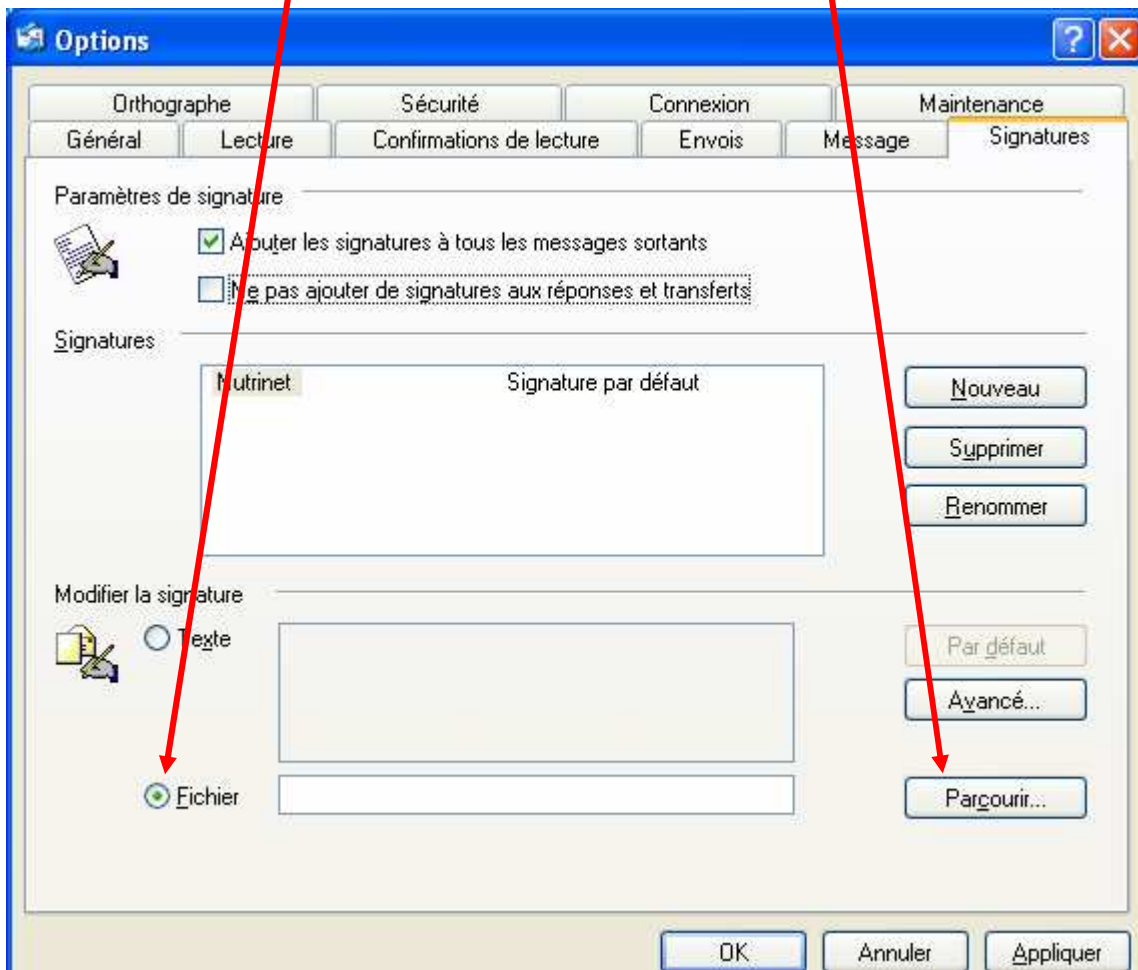 Options
Orthographe Sécurité Connexion Maintenance
Général Lecture Confirmations de lecture Envois Message Signatures
Paramètres de signature
Ajouter les signatures à tous les messages sortants
Ne pas ajouter de signatures aux réponses et transferts
Signatures
Nutrinet Signature par défaut
Nouveau
Supprimer
Renommer
Modifier la signature
Texte
Par défaut
Avancé...
Fichier
Parcourir...
OK Annuler Appliquer